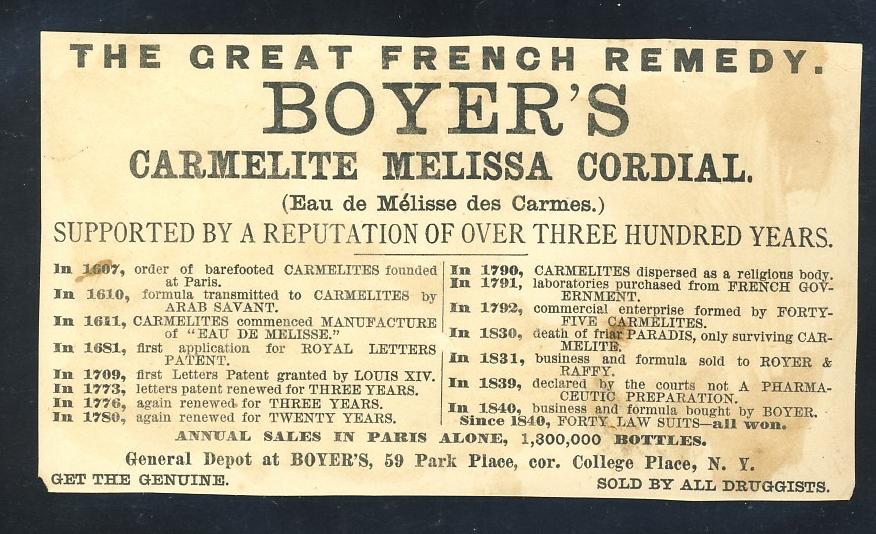 THE GREAT FRENCH REMEDY.
BOYER'S
CARMELITE MELISSA CORDIAL.
(Eau de Mélisse des Carmes.)
SUPPORTED BY A REPUTATION OF OVER THREE HUNDRED YEARS.
In 1607, order of barefooted CARMELITES founded
at Paris.
In 1610, formula transmitted to CARMELITES by
ARAB SAVANT.
In 1611, CARMELITES commenced MANUFACTURE
of "EAU DE MELISSE."
In 1681, first application for ROYAL LETTERS
PATENT.
In 1709, first Letters Patent granted by LOUIS XIV.
In 1773, letters patent renewed for THREE YEARS.
In 1776, again renewed for THREE YEARS.
In 1780, again renewed for TWENTY YEARS.
In 1790, CARMELITES dispersed as a religious body.
In 1791, laboratories purchased from FRENCH GOV-
ERNMENT.
In 1792, commercial enterprise formed by FORTY-
FIVE CARMELITES.
In 1830, death of friar PARADIS, only surviving CAR-
MELITE.
In 1831, business and formula sold to ROYER &
RAFFY.
In 1839, declared by the courts not A PHARMA-
CEUTIC PREPARATION.
In 1840, business and formula bought by BOYER.
Since 1840, FORTY LAW SUITS—all won.
ANNUAL SALES IN PARIS ALONE, 1,300,000 BOTTLES.
General Depot at BOYER'S, 59 Park Place, cor. College Place, N. Y.
GET THE GENUINE. SOLD BY ALL DRUGGISTS.